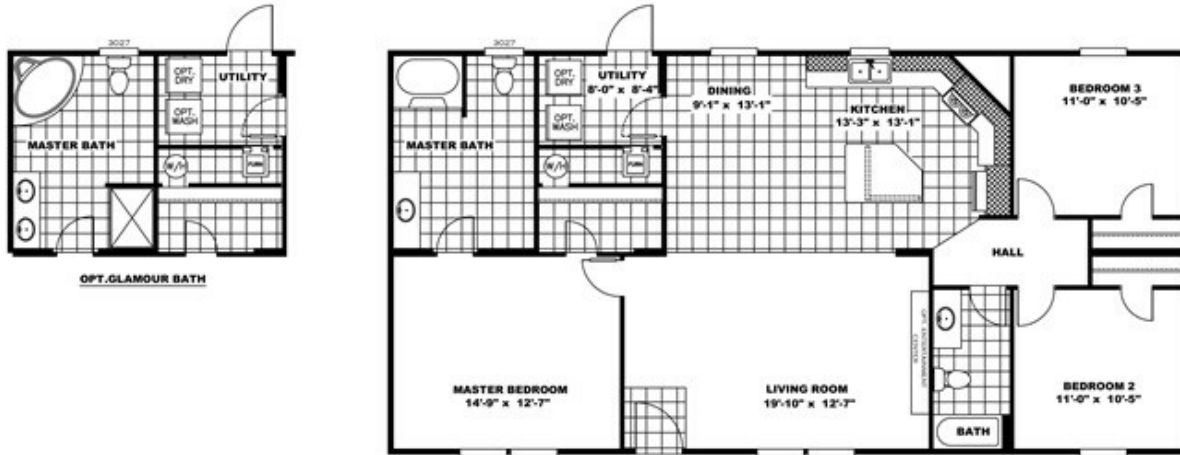 3027
OPT.
DRY
OPT.
WASH
UTILITY
MASTER BATH
W/H
FURN
OPT.GLAMOUR BATH
3027
OPT.
DRY
OPT.
WASH
UTILITY
8'-0" x 8'-4"
MASTER BATH
W/H
FURN
DINING
9'-1" x 13'-1"
KITCHEN
13'-3" x 13'-1"
BEDROOM 3
11'-0" x 10'-5"
HALL
OPT. ENTERTAINMENT
CENTER
MASTER BEDROOM
14'-9" x 12'-7"
LIVING ROOM
19'-10" x 12'-7"
BEDROOM 2
11'-0" x 10'-5"
BATH